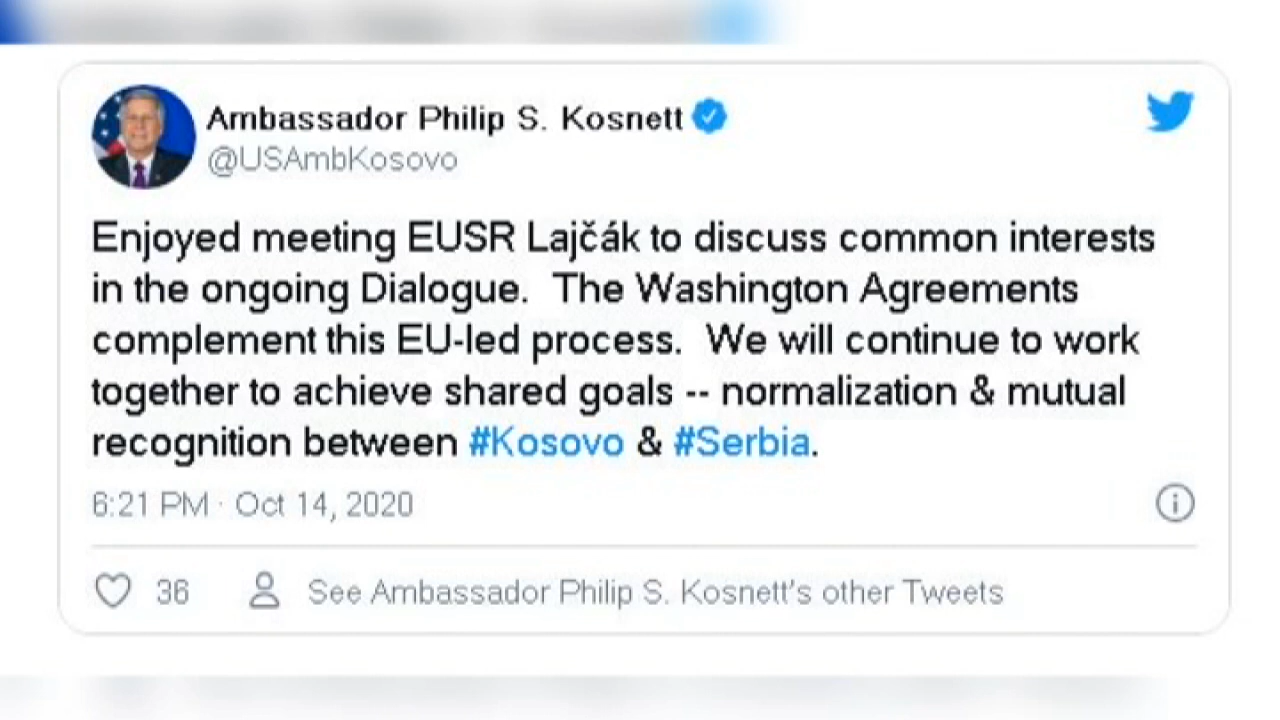 Ambassador Philip S. Kosnett
@USAmbKosovo
Enjoyed meeting EUSR Lajčák to discuss common interests
in the ongoing Dialogue. The Washington Agreements
complement this EU-led process. We will continue to work
together to achieve shared goals -- normalization & mutual
recognition between #Kosovo & #Serbia.
6:21 PM · Oct 14, 2020
36 See Ambassador Philip S. Kosnett's other Tweets